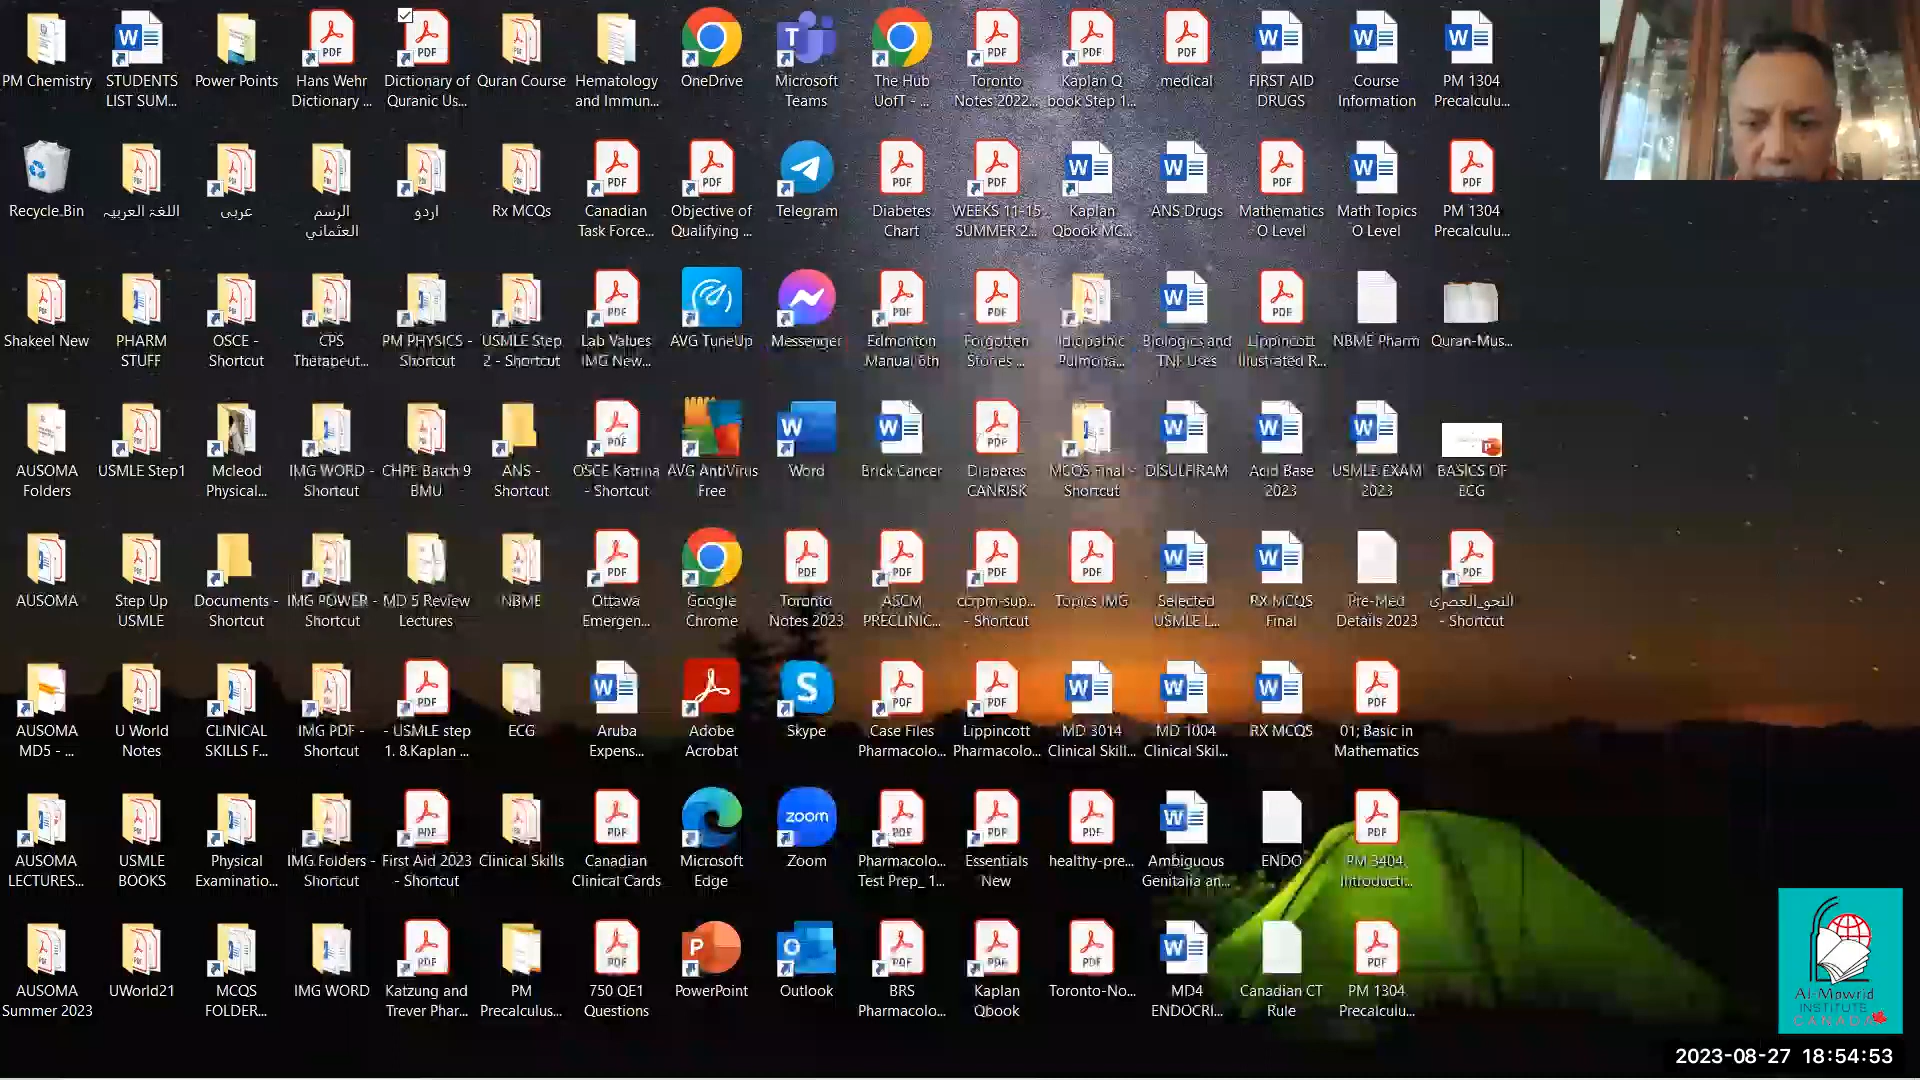 PM Chemistry
STUDENTS
LIST SUM...
Power Points
Hans Wehr
Dictionary ...
Dictionary of
Quranic Us...
Quran Course
Hematology
and Immun...
OneDrive
Microsoft
Teams
The Hub
UofT - ...
Toronto
Notes 2022...
Kaplan Q
book Step 1...
medical
FIRST AID
DRUGS
Course
Information
PM 1304
Precalculu...
Recycle Bin
اللغۃ العربیہ
عربی
الرسم
العثماني
اردو
Rx MCQs
Canadian
Task Force...
Objective of
Qualifying ...
Telegram
Diabetes
Chart
WEEKS 11-15
SUMMER 2...
Kaplan
Qbook MC...
ANS Drugs
Mathematics
O Level
Math Topics
O Level
PM 1304
Precalculu...
Shakeel New
PHARM
STUFF
OSCE -
Shortcut
CPS
Therapeut...
PM PHYSICS -
Shortcut
USMLE Step
2 - Shortcut
Lab Values
IMG New...
AVG TuneUp
Messenger
Edmonton
Manual 6th
Forgotten
Stories ...
Idiopathic
Pulmona...
Biologics and
TNF Uses
Lippincott
Illustrated R...
NBME Pharm
Quran-Mus...
AUSOMA
Folders
USMLE Step1
Mcleod
Physical...
IMG WORD -
Shortcut
CHPE Batch 9
BMU
ANS -
Shortcut
OSCE Katrina
- Shortcut
AVG AntiVirus
Free
Word
Brick Cancer
Diabetes
CANRISK
MCQS Final -
Shortcut
DISULFIRAM
Acid Base
2023
USMLE EXAM
2023
BASICS OF
ECG
AUSOMA
Step Up
USMLE
Documents -
Shortcut
IMG POWER -
Shortcut
MD 5 Review
Lectures
NBME
Ottawa
Emergen...
Google
Chrome
Toronto
Notes 2023
ASCM
PRECLINIC...
ccrpm-sup...
- Shortcut
Topics IMG
Selected
USMLE L...
RX MCQS
Final
Pre-Med
Details 2023
النحو_العصری
- Shortcut
AUSOMA
MD5 - ...
U World
Notes
CLINICAL
SKILLS F...
IMG PDF -
Shortcut
- USMLE step
1. 8.Kaplan ...
ECG
Aruba
Expens...
Adobe
Acrobat
Skype
Case Files
Pharmacolo...
Lippincott
Pharmacolo...
MD 3014
Clinical Skill...
MD 1004
Clinical Skil...
RX MCQS
01; Basic in
Mathematics
AUSOMA
LECTURES...
USMLE
BOOKS
Physical
Examinatio...
IMG Folders -
Shortcut
First Aid 2023
- Shortcut
Clinical Skills
Canadian
Clinical Cards
Microsoft
Edge
zoom
Zoom
Pharmacolo...
Test Prep_ 1...
Essentials
New
healthy-pre...
Ambiguous
Genitalia an...
ENDO
PM 3404
Introducti...
AUSOMA
Summer 2023
UWorld21
MCQS
FOLDER...
IMG WORD
Katzung and
Trever Phar...
PM
Precalculus...
750 QE1
Questions
PowerPoint
Outlook
BRS
Pharmacolo...
Kaplan
Qbook
Toronto-No...
MD4
ENDOCRI...
Canadian CT
Rule
PM 1304
Precalculu...
Al-Mawrid
INSTITUTE
CANADA
2023-08-27 18:54:53